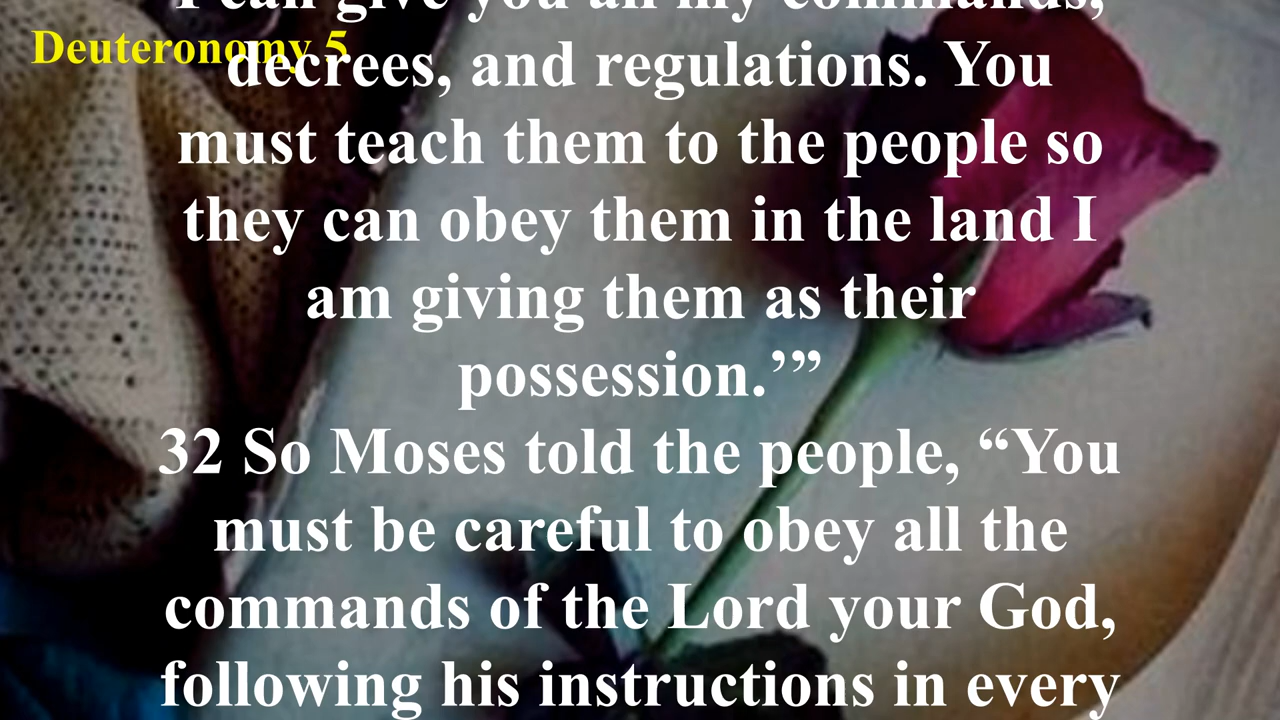 Deuteronomy 5
I can give you all my commands,
decrees, and regulations. You
must teach them to the people so
they can obey them in the land I
am giving them as their
possession.’”
32 So Moses told the people, “You
must be careful to obey all the
commands of the Lord your God,
following his instructions in every